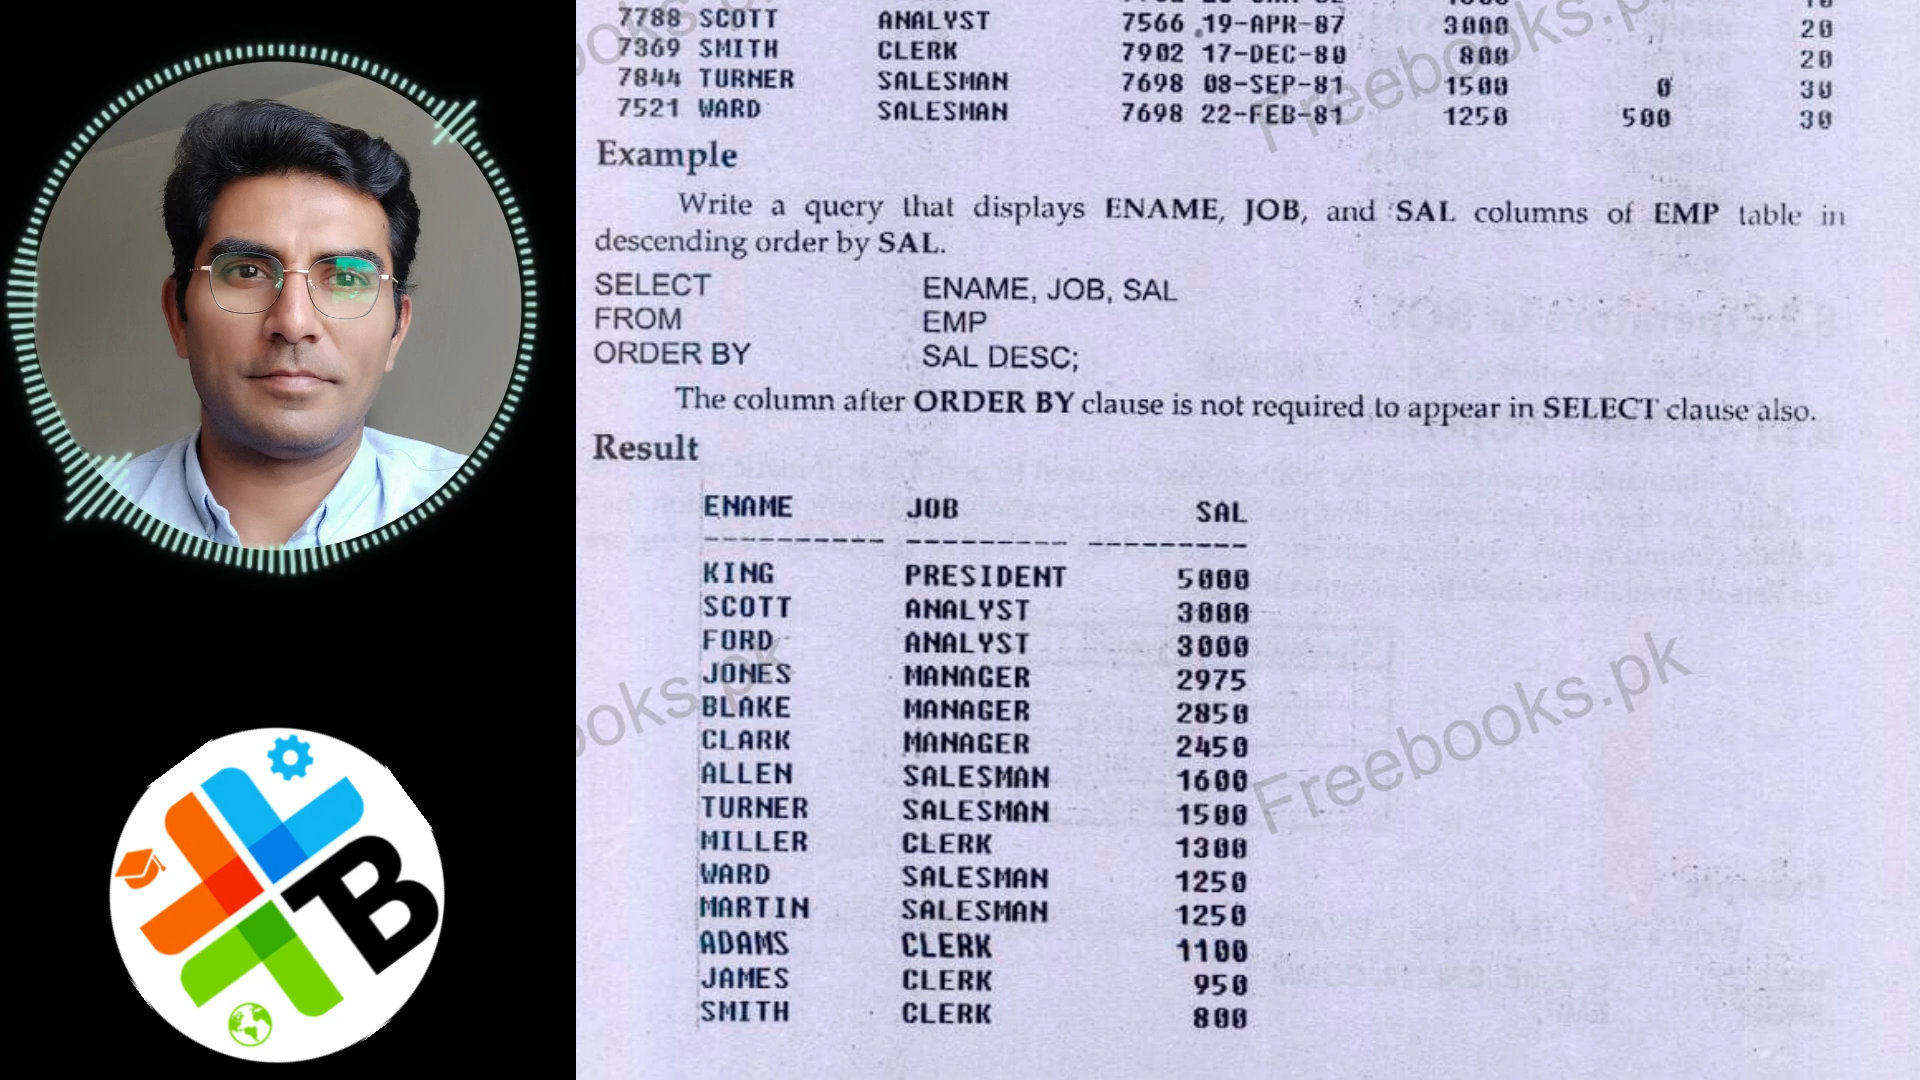 7788 SCOTT ANALYST 7566 19-APR-87 3000 20
7369 SMITH CLERK 7902 17-DEC-80 800 20
7844 TURNER SALESMAN 7698 08-SEP-81 1500 0 30
7521 WARD SALESMAN 7698 22-FEB-81 1250 500 30
Example
Write a query that displays ENAME, JOB, and SAL columns of EMP table in
descending order by SAL.
SELECT ENAME, JOB, SAL
FROM EMP
ORDER BY SAL DESC;
The column after ORDER BY clause is not required to appear in SELECT clause also.
Result
ENAME JOB SAL
---------- --------- ---------
KING PRESIDENT 5000
SCOTT ANALYST 3000
FORD ANALYST 3000
JONES MANAGER 2975
BLAKE MANAGER 2850
CLARK MANAGER 2450
ALLEN SALESMAN 1600
TURNER SALESMAN 1500
MILLER CLERK 1300
WARD SALESMAN 1250
MARTIN SALESMAN 1250
ADAMS CLERK 1100
JAMES CLERK 950
SMITH CLERK 800
Freebooks.pk
Freebooks.pk
TB